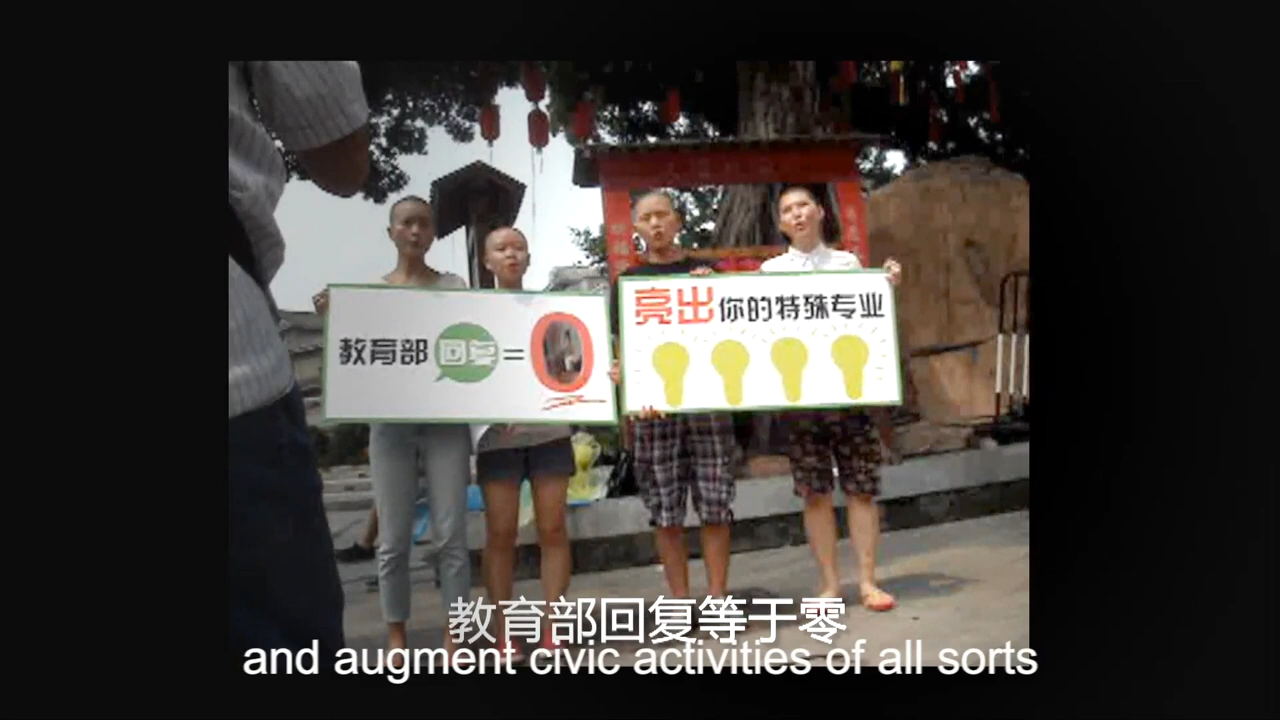 亮出你的特殊专业
教育部回复=0
教育部回复等于零
and augment civic activities of all sorts